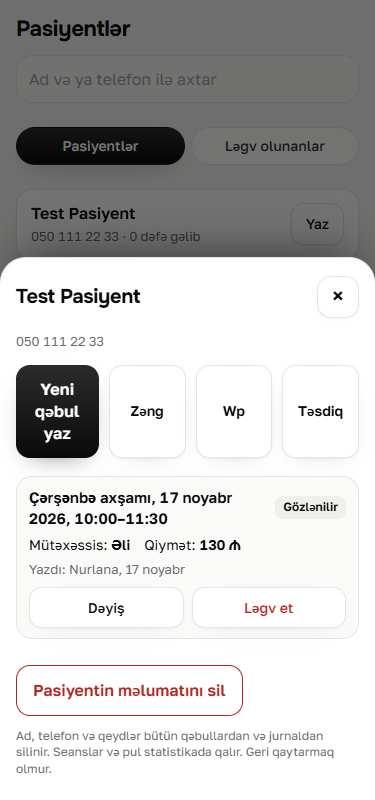 Pasiyentlər
Ad və ya telefon ilə axtar
Pasiyentlər
Ləgv olunanlar
Test Pasiyent
050 111 22 33 · 0 dəfə gəlib
Yaz
Test Pasiyent
×
050 111 22 33
Yeni
qəbul
yaz
Zəng
Wp
Təsdiq
Çərşənbə axşamı, 17 noyabr
2026, 10:00–11:30
Gözlənilir
Mütəxəssis: Əli Qiymət: 130 ₼
Yazdı: Nurlana, 17 noyabr
Dəyiş
Ləgv et
Pasiyentin məlumatını sil
Ad, telefon və qeydlər bütün qəbullardan və jurnaldan
silinir. Seanslar və pul statistikada qalır. Geri qaytarmaq
olmur.